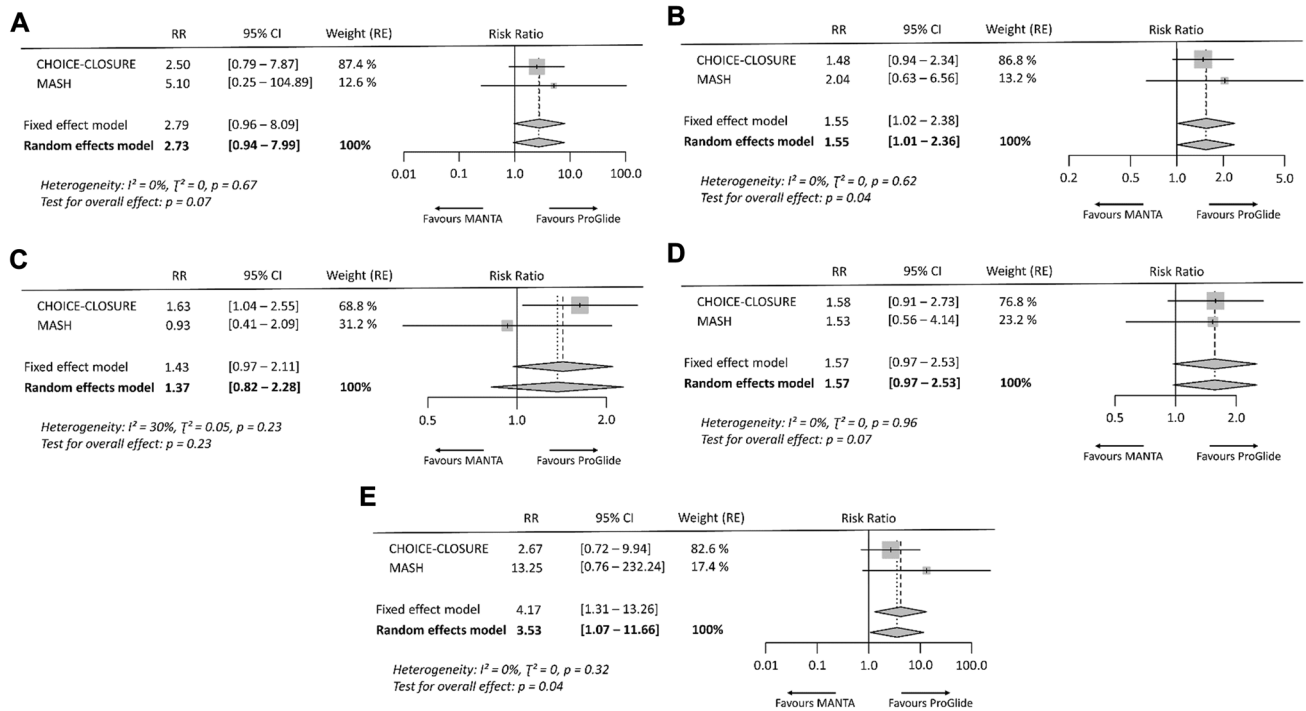 A
RR 95% CI Weight (RE) Risk Ratio
CHOICE-CLOSURE 2.50 [0.79 – 7.87] 87.4 %
MASH 5.10 [0.25 – 104.89] 12.6 %
Fixed effect model 2.79 [0.96 – 8.09]
Random effects model 2.73 [0.94 – 7.99] 100%
0.01 0.1 1.0 10.0 100.0
Heterogeneity: I² = 0%, Ʈ² = 0, p = 0.67
Test for overall effect: p = 0.07
Favours MANTA Favours ProGlide
B
RR 95% CI Weight (RE) Risk Ratio
CHOICE-CLOSURE 1.48 [0.94 – 2.34] 86.8 %
MASH 2.04 [0.63 – 6.56] 13.2 %
Fixed effect model 1.55 [1.02 – 2.38]
Random effects model 1.55 [1.01 – 2.36] 100%
0.2 0.5 1.0 2.0 5.0
Heterogeneity: I² = 0%, Ʈ² = 0, p = 0.62
Test for overall effect: p = 0.04
Favours MANTA Favours ProGlide
C
RR 95% CI Weight (RE) Risk Ratio
CHOICE-CLOSURE 1.63 [1.04 – 2.55] 68.8 %
MASH 0.93 [0.41 – 2.09] 31.2 %
Fixed effect model 1.43 [0.97 – 2.11]
Random effects model 1.37 [0.82 – 2.28] 100%
0.5 1.0 2.0
Heterogeneity: I² = 30%, Ʈ² = 0.05, p = 0.23
Test for overall effect: p = 0.23
Favours MANTA Favours ProGlide
D
RR 95% CI Weight (RE) Risk Ratio
CHOICE-CLOSURE 1.58 [0.91 – 2.73] 76.8 %
MASH 1.53 [0.56 – 4.14] 23.2 %
Fixed effect model 1.57 [0.97 – 2.53]
Random effects model 1.57 [0.97 – 2.53] 100%
0.5 1.0 2.0
Heterogeneity: I² = 0%, Ʈ² = 0, p = 0.96
Test for overall effect: p = 0.07
Favours MANTA Favours ProGlide
E
RR 95% CI Weight (RE) Risk Ratio
CHOICE-CLOSURE 2.67 [0.72 – 9.94] 82.6 %
MASH 13.25 [0.76 – 232.24] 17.4 %
Fixed effect model 4.17 [1.31 – 13.26]
Random effects model 3.53 [1.07 – 11.66] 100%
0.01 0.1 1.0 10.0 100.0
Heterogeneity: I² = 0%, Ʈ² = 0, p = 0.32
Test for overall effect: p = 0.04
Favours MANTA Favours ProGlide